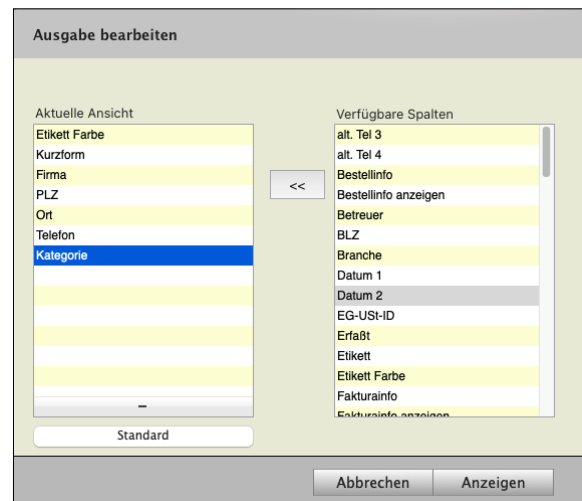 Ausgabe bearbeiten
Aktuelle Ansicht
Etikett Farbe
Kurzform
Firma
PLZ
Ort
Telefon
Kategorie
–
Standard
<<
Verfügbare Spalten
alt. Tel 3
alt. Tel 4
Bestellinfo
Bestellinfo anzeigen
Betreuer
BLZ
Branche
Datum 1
Datum 2
EG-USt-ID
Erfaßt
Etikett
Etikett Farbe
Fakturainfo
Fakturainfo anzeigen
Abbrechen
Anzeigen